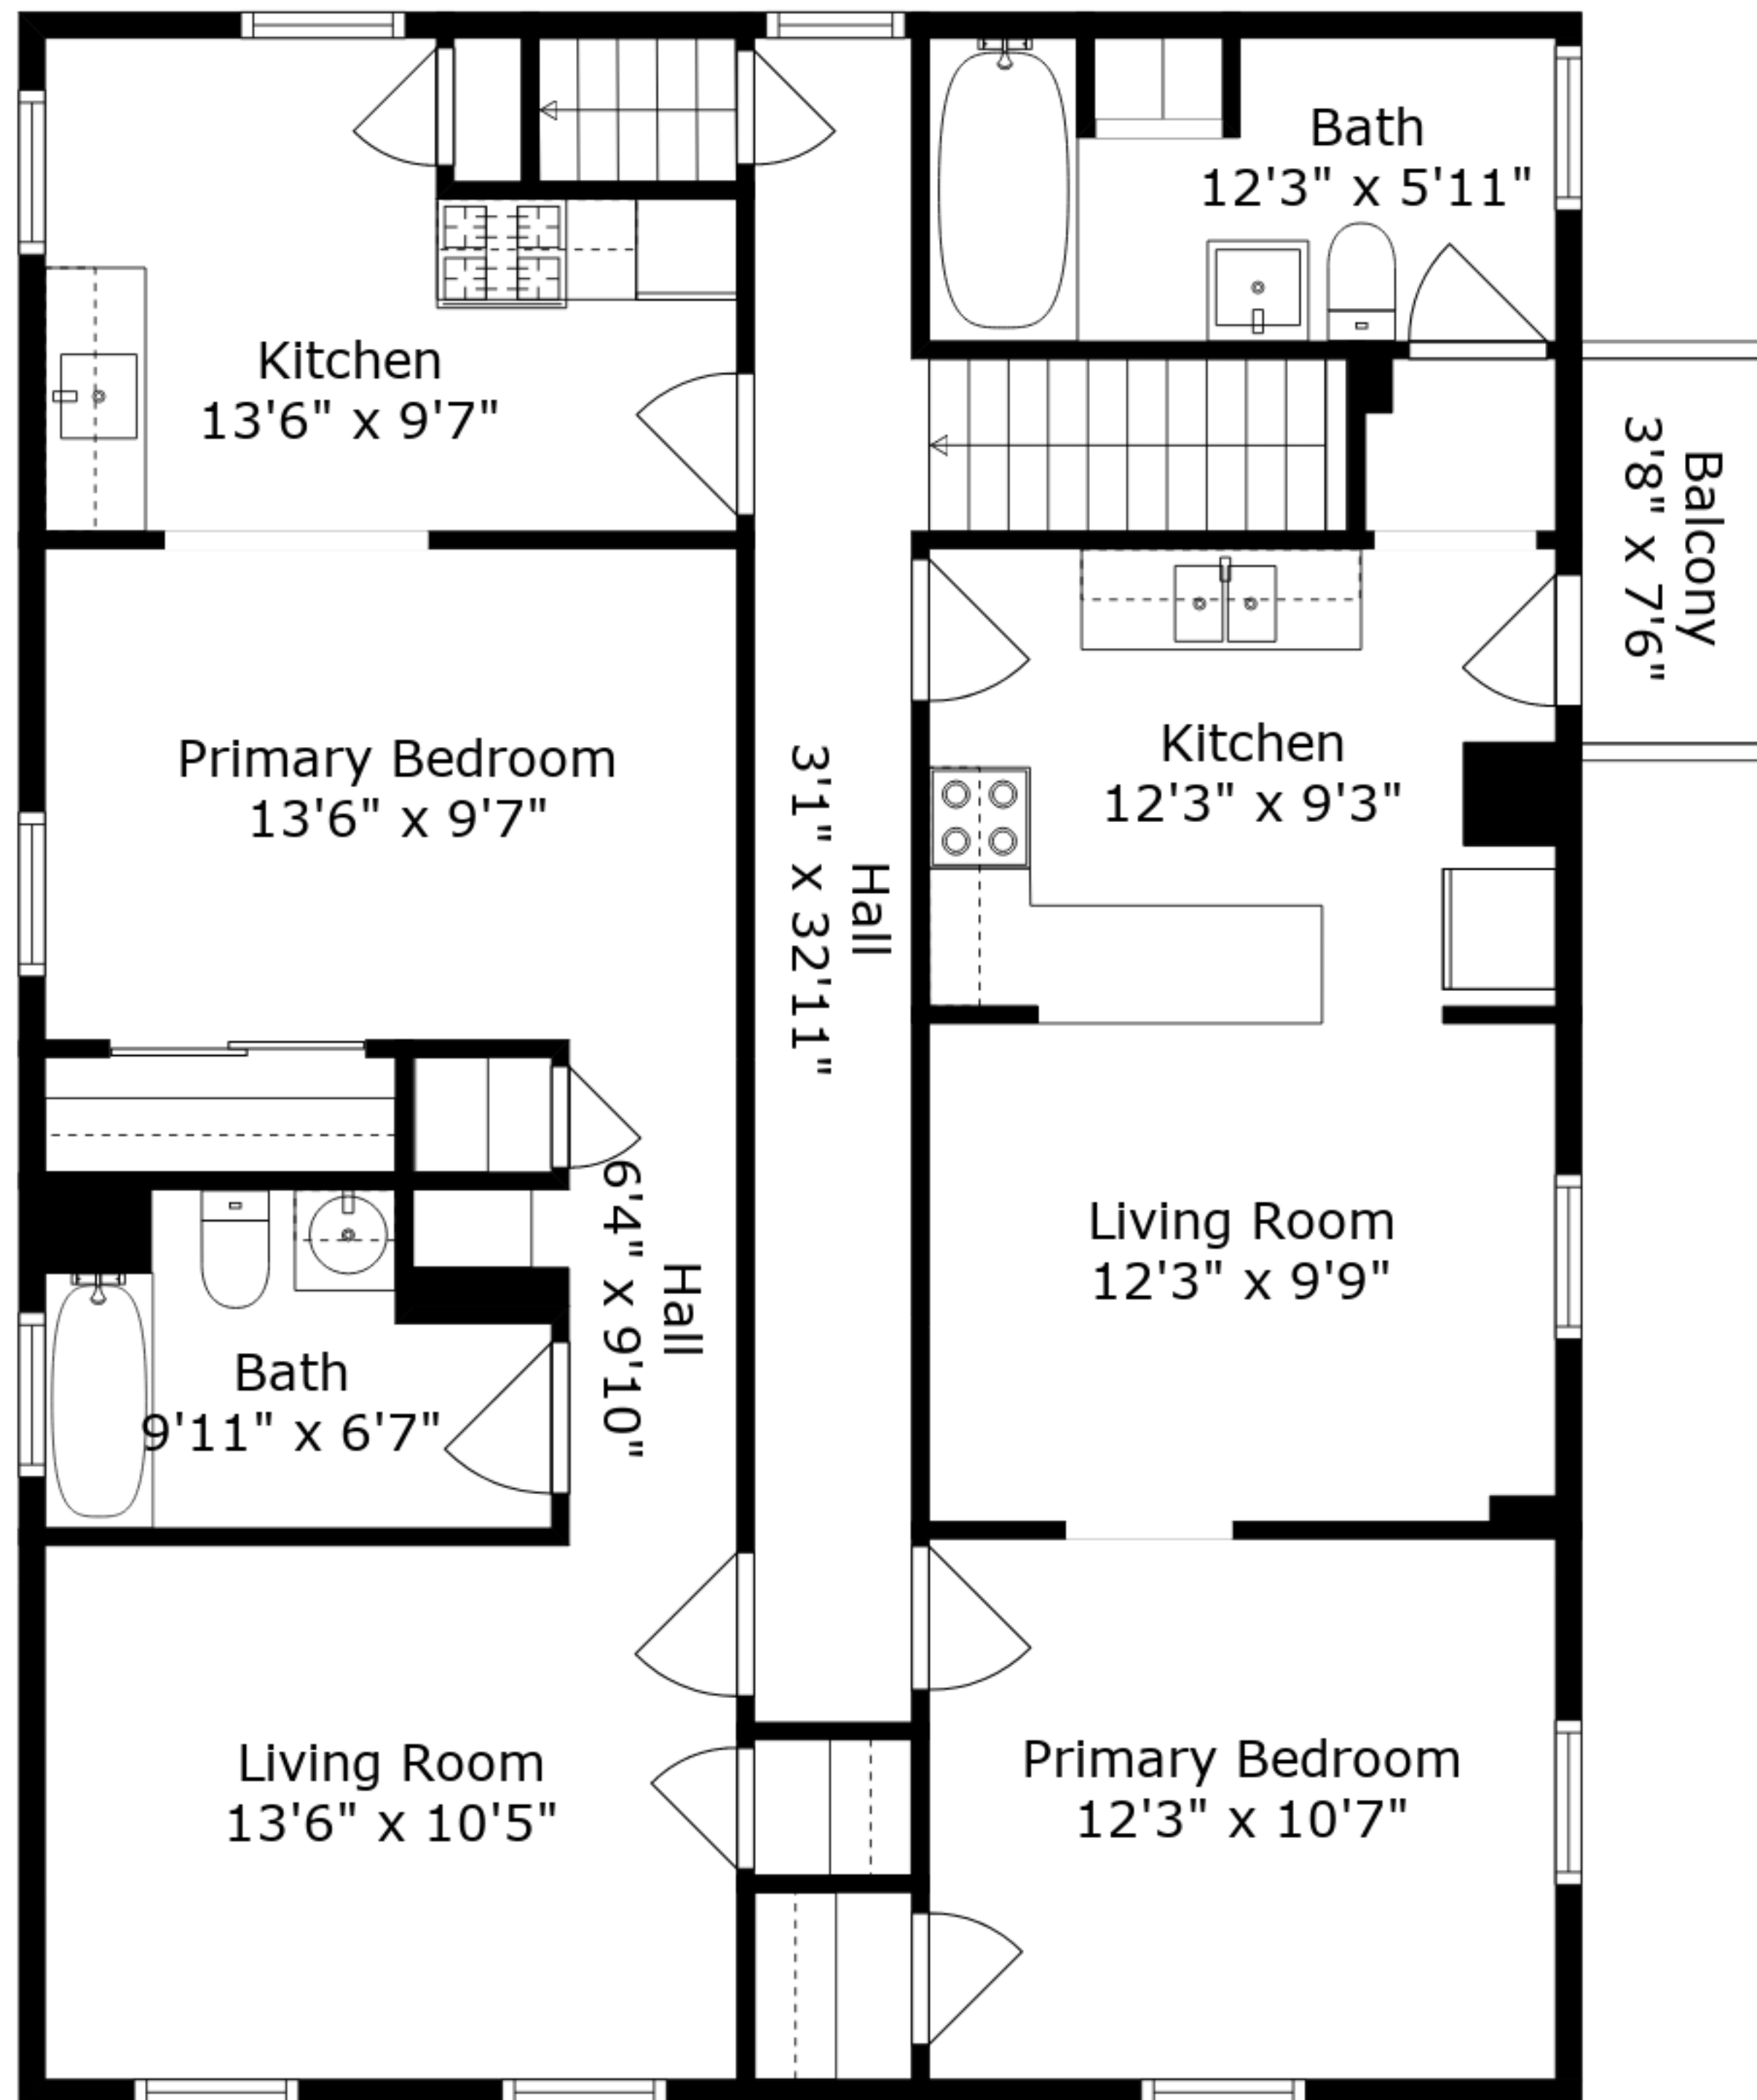 Bath
12'3" x 5'11"
Kitchen
13'6" x 9'7"
Balcony
3'8" x 7'6"
Primary Bedroom
13'6" x 9'7"
Kitchen
12'3" x 9'3"
Hall
3'1" x 32'11"
Living Room
12'3" x 9'9"
Hall
6'4" x 9'10"
Bath
9'11" x 6'7"
Living Room
13'6" x 10'5"
Primary Bedroom
12'3" x 10'7"